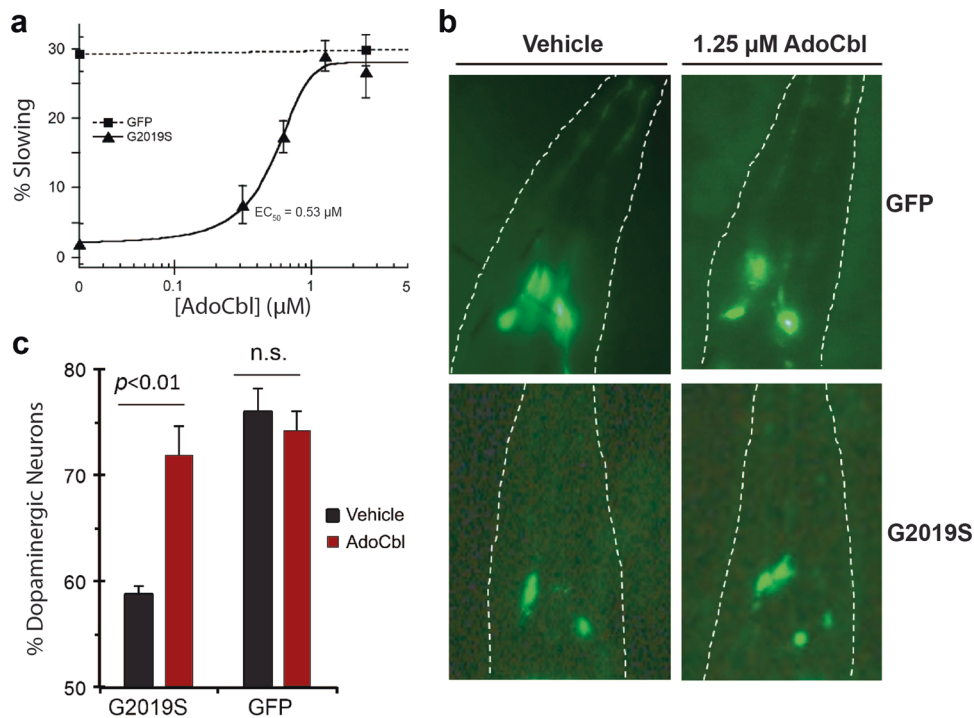 a
% Slowing
30
20
10
0
GFP
G2019S
EC50 = 0.53 µM
0 0.1 1 5
[AdoCbl] (µM)
b
Vehicle 1.25 µM AdoCbl
GFP
G2019S
c
% Dopaminergic Neurons
80
70
60
50
p<0.01
n.s.
Vehicle
AdoCbl
G2019S GFP